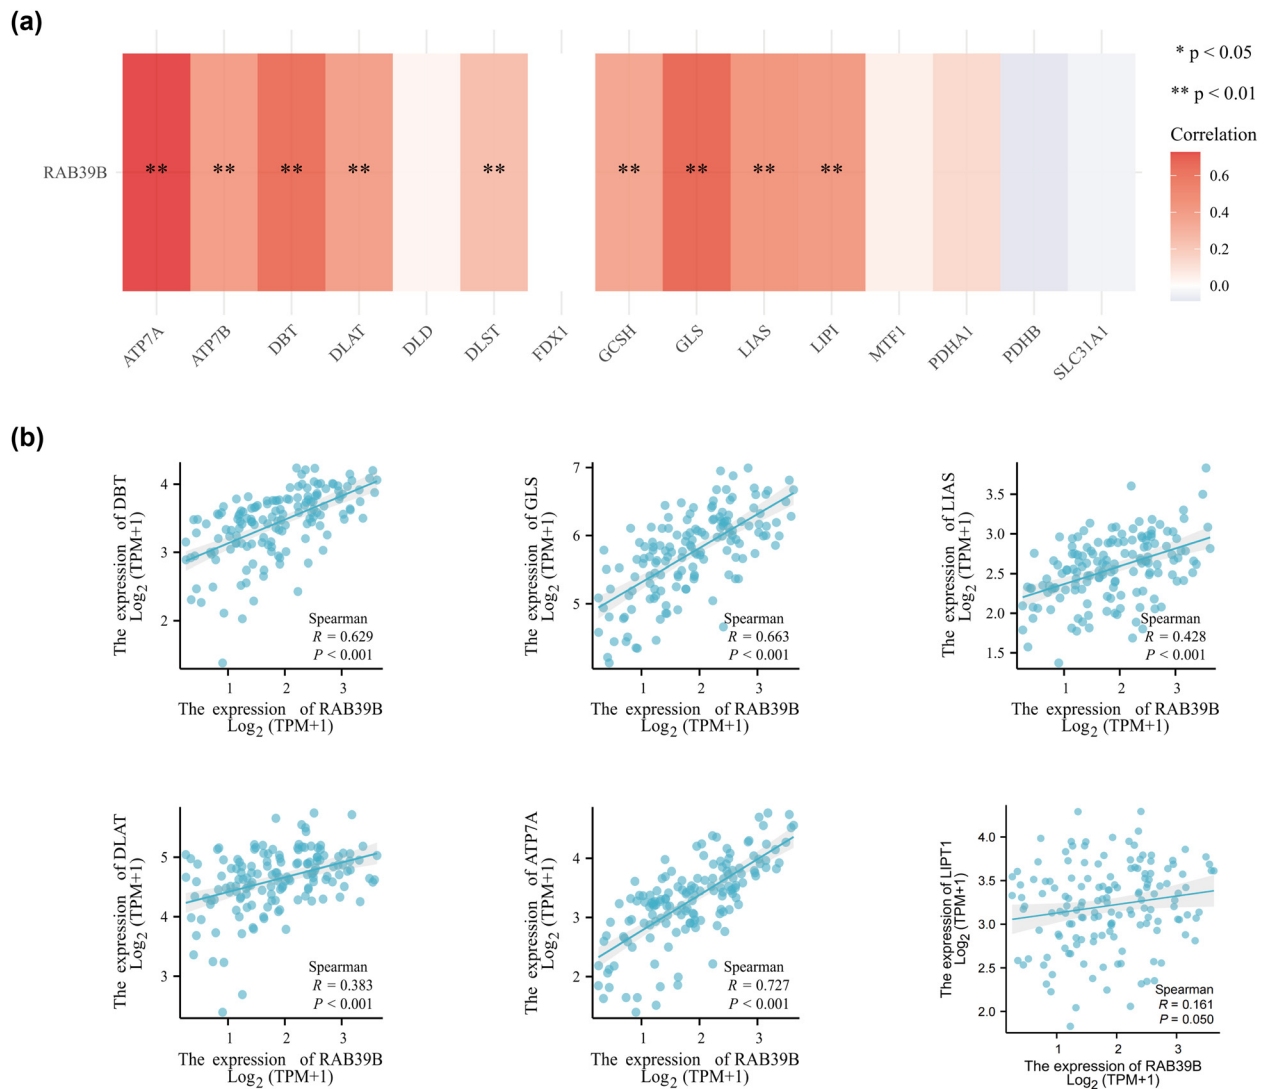 (a)
* p < 0.05
** p < 0.01
Correlation
0.6
0.4
0.2
0.0
RAB39B
** ** ** ** ** ** ** ** **
ATP7A ATP7B DBT DLAT DLD DLST FDX1 GCSH GLS LIAS LIPI MTF1 PDHA1 PDHB SLC31A1
(b)
The expression of DBT
Log2 (TPM+1)
4
3
2
Spearman
R = 0.629
P < 0.001
1 2 3
The expression of RAB39B
Log2 (TPM+1)
The expression of GLS
Log2 (TPM+1)
7
6
5
Spearman
R = 0.663
P < 0.001
1 2 3
The expression of RAB39B
Log2 (TPM+1)
The expression of LIAS
Log2 (TPM+1)
3.5
3.0
2.5
2.0
1.5
Spearman
R = 0.428
P < 0.001
1 2 3
The expression of RAB39B
Log2 (TPM+1)
The expression of DLAT
Log2 (TPM+1)
5
4
3
Spearman
R = 0.383
P < 0.001
1 2 3
The expression of RAB39B
Log2 (TPM+1)
The expression of ATP7A
Log2 (TPM+1)
4
3
2
Spearman
R = 0.727
P < 0.001
1 2 3
The expression of RAB39B
Log2 (TPM+1)
The expression of LIPT1
Log2 (TPM+1)
4.0
3.5
3.0
2.5
2.0
Spearman
R = 0.161
P = 0.050
1 2 3
The expression of RAB39B
Log2 (TPM+1)